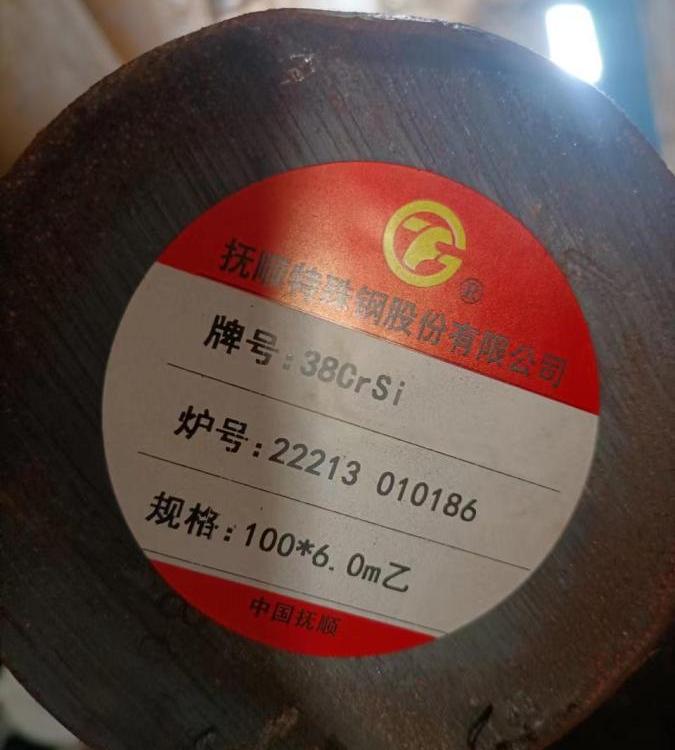 ®
抚顺特殊钢股份有限公司
牌号:38CrSi
炉号:22213 010186
规格:100*6.0m乙
中国抚顺